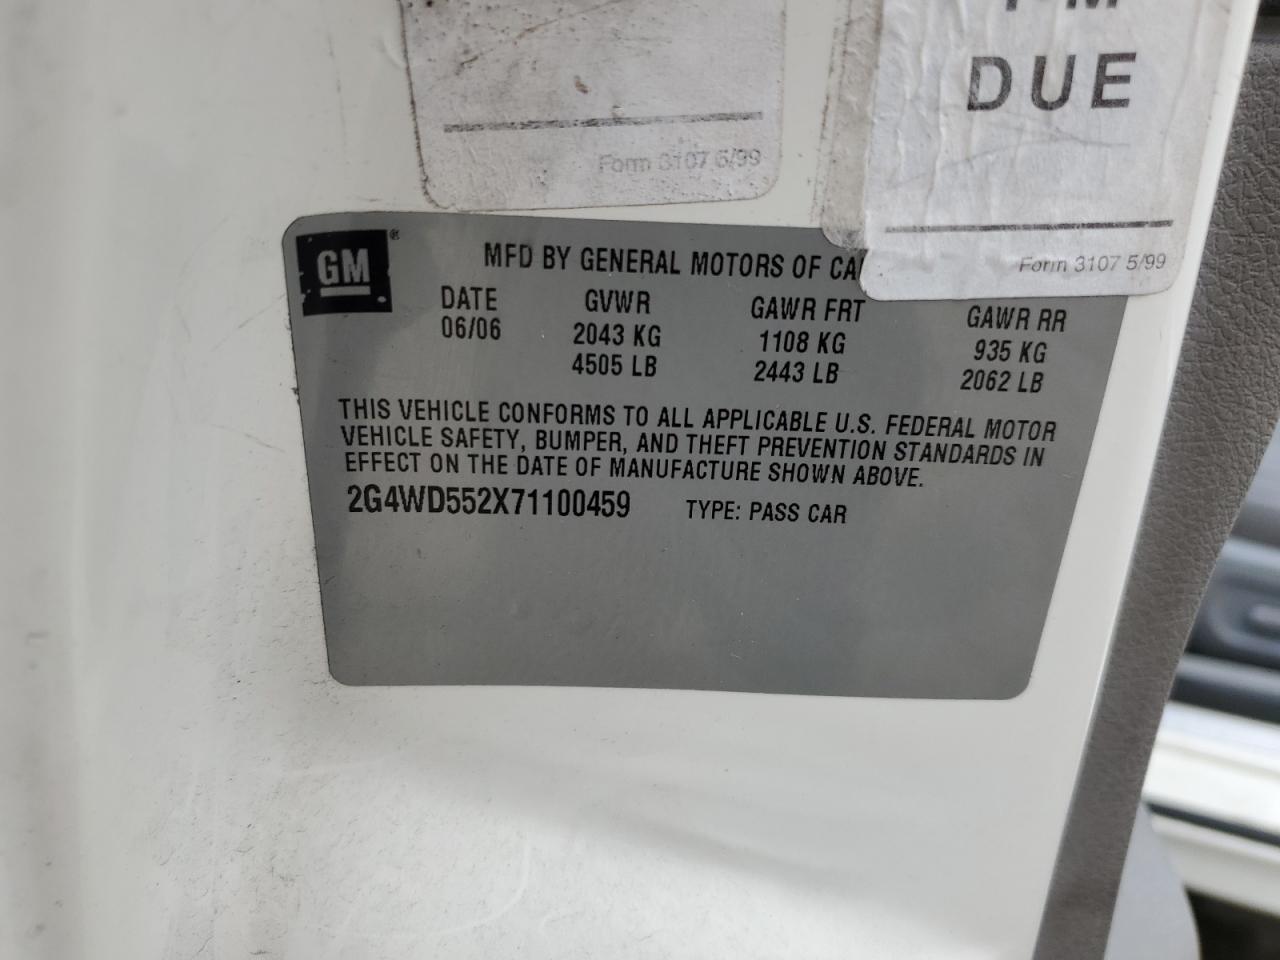 DUE
Form 3107 5/99
Form 3107 5/99
GM ®
MFD BY GENERAL MOTORS OF
DATE GVWR GAWR FRT GAWR RR
06/06 2043 KG 1108 KG 935 KG
4505 LB 2443 LB 2062 LB
THIS VEHICLE CONFORMS TO ALL APPLICABLE U.S. FEDERAL MOTOR
VEHICLE SAFETY, BUMPER, AND THEFT PREVENTION STANDARDS IN
EFFECT ON THE DATE OF MANUFACTURE SHOWN ABOVE.
2G4WD552X71100459 TYPE: PASS CAR